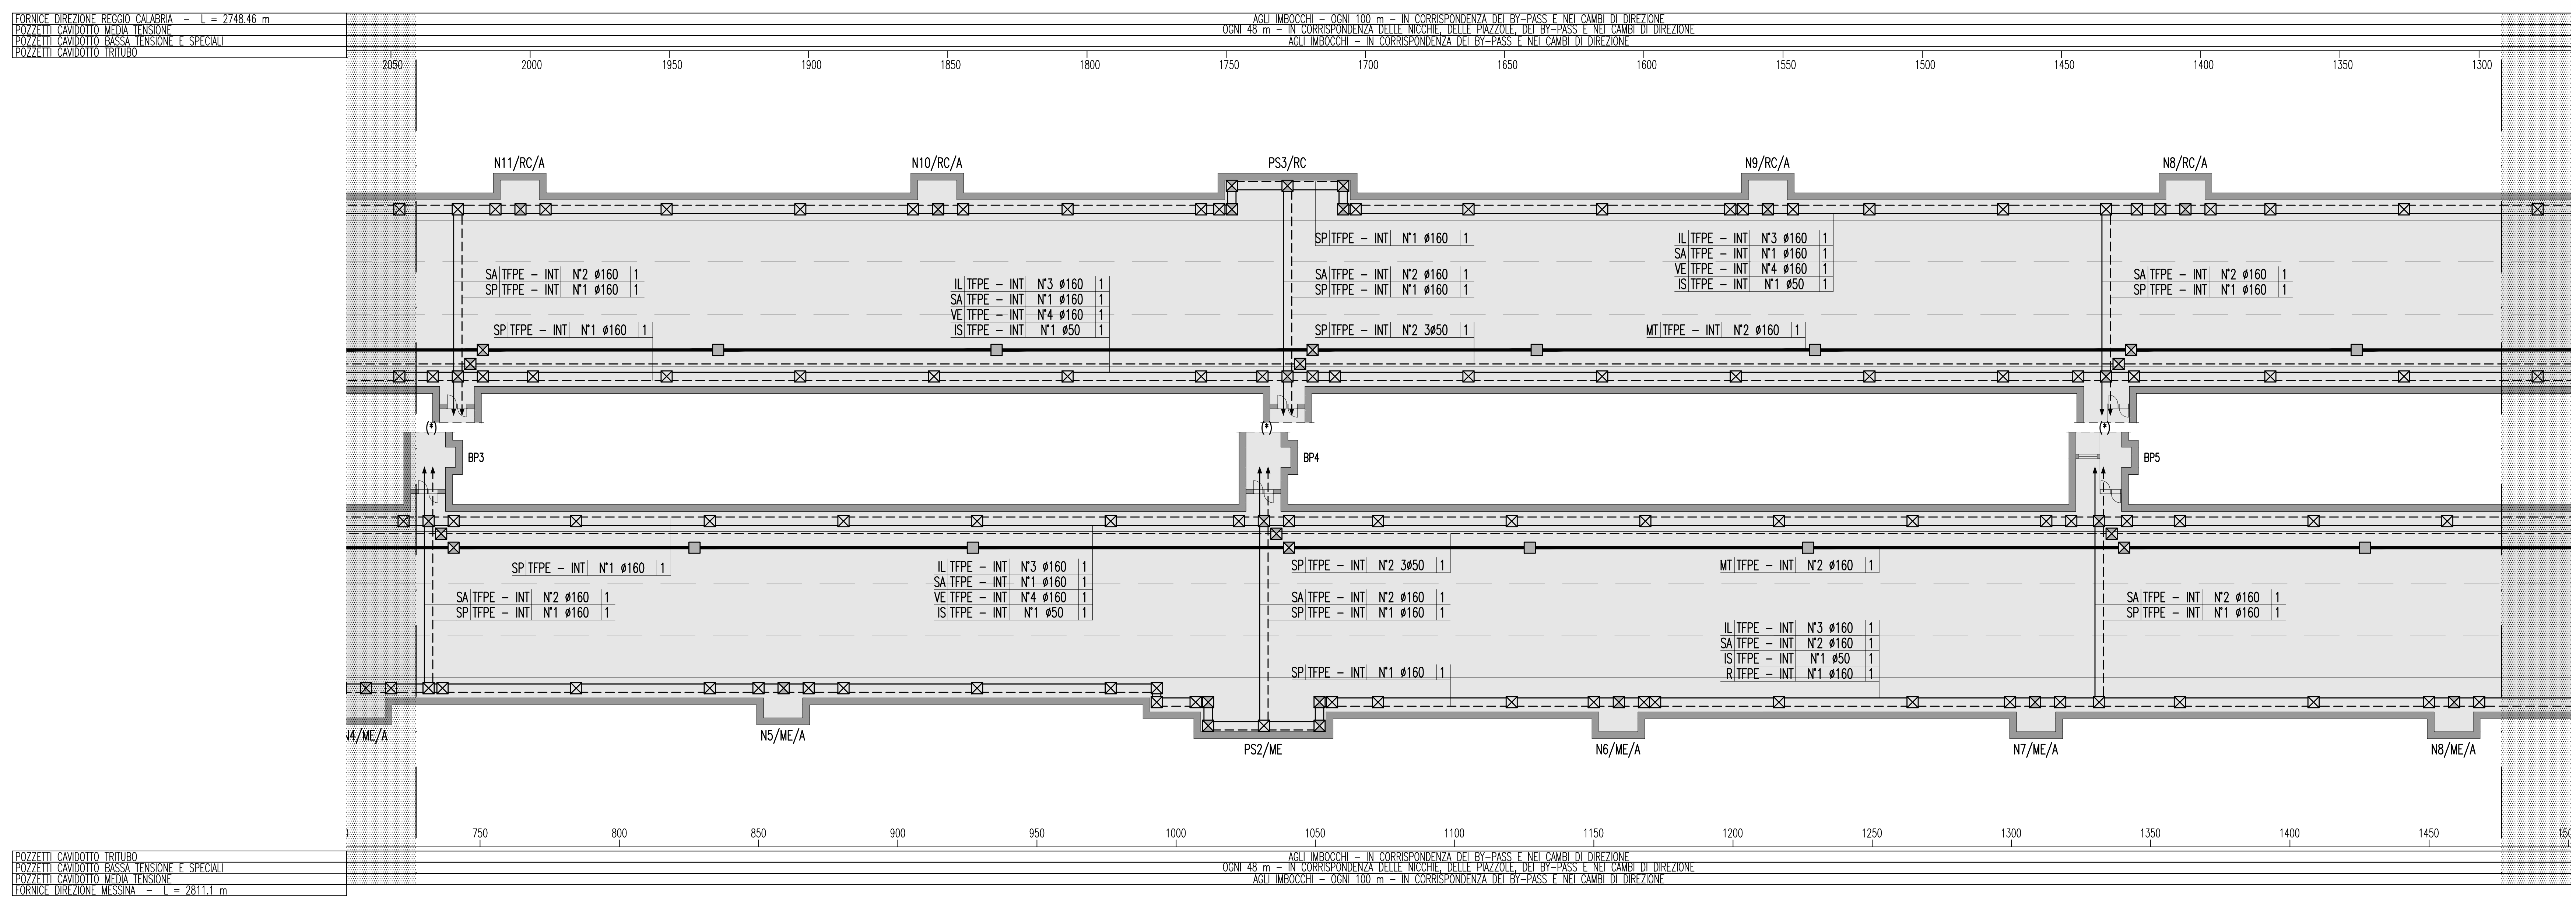 FORNICE DIREZIONE REGGIO CALABRIA – L = 2748.46 m
AGLI IMBOCCHI – OGNI 100 m – IN CORRISPONDENZA DEI BY-PASS E NEI CAMBI DI DIREZIONE
POZZETTI CAVIDOTTO MEDIA TENSIONE
OGNI 48 m – IN CORRISPONDENZA DELLE NICCHIE, DELLE PIAZZOLE, DEI BY-PASS E NEI CAMBI DI DIREZIONE
POZZETTI CAVIDOTTO BASSA TENSIONE E SPECIALI
AGLI IMBOCCHI – IN CORRISPONDENZA DEI BY-PASS E NEI CAMBI DI DIREZIONE
POZZETTI CAVIDOTTO TRITUBO
2050 2000 1950 1900 1850 1800 1750 1700 1650 1600 1550 1500 1450 1400 1350 1300
N11/RC/A N10/RC/A PS3/RC N9/RC/A N8/RC/A
SA TFPE – INT N°2 ø160 1
SP TFPE – INT N°1 ø160 1
SP TFPE – INT N°1 ø160 1
IL TFPE – INT N°3 ø160 1
SA TFPE – INT N°1 ø160 1
VE TFPE – INT N°4 ø160 1
IS TFPE – INT N°1 ø50 1
SP TFPE – INT N°1 ø160 1
SA TFPE – INT N°2 ø160 1
SP TFPE – INT N°1 ø160 1
SP TFPE – INT N°2 3ø50 1
IL TFPE – INT N°3 ø160 1
SA TFPE – INT N°1 ø160 1
VE TFPE – INT N°4 ø160 1
IS TFPE – INT N°1 ø50 1
MT TFPE – INT N°2 ø160 1
SA TFPE – INT N°2 ø160 1
SP TFPE – INT N°1 ø160 1
(*) (*) (*)
BP3 BP4 BP5
SP TFPE – INT N°1 ø160 1
SA TFPE – INT N°2 ø160 1
SP TFPE – INT N°1 ø160 1
IL TFPE – INT N°3 ø160 1
SA TFPE – INT N°1 ø160 1
VE TFPE – INT N°4 ø160 1
IS TFPE – INT N°1 ø50 1
SP TFPE – INT N°2 3ø50 1
SA TFPE – INT N°2 ø160 1
SP TFPE – INT N°1 ø160 1
SP TFPE – INT N°1 ø160 1
MT TFPE – INT N°2 ø160 1
IL TFPE – INT N°3 ø160 1
SA TFPE – INT N°2 ø160 1
IS TFPE – INT N°1 ø50 1
R TFPE – INT N°1 ø160 1
SA TFPE – INT N°2 ø160 1
SP TFPE – INT N°1 ø160 1
N4/ME/A N5/ME/A PS2/ME N6/ME/A N7/ME/A N8/ME/A
750 800 850 900 950 1000 1050 1100 1150 1200 1250 1300 1350 1400 1450
POZZETTI CAVIDOTTO TRITUBO
AGLI IMBOCCHI – IN CORRISPONDENZA DEI BY-PASS E NEI CAMBI DI DIREZIONE
POZZETTI CAVIDOTTO BASSA TENSIONE E SPECIALI
OGNI 48 m – IN CORRISPONDENZA DELLE NICCHIE, DELLE PIAZZOLE, DEI BY-PASS E NEI CAMBI DI DIREZIONE
POZZETTI CAVIDOTTO MEDIA TENSIONE
AGLI IMBOCCHI – OGNI 100 m – IN CORRISPONDENZA DEI BY-PASS E NEI CAMBI DI DIREZIONE
FORNICE DIREZIONE MESSINA – L = 2811.1 m